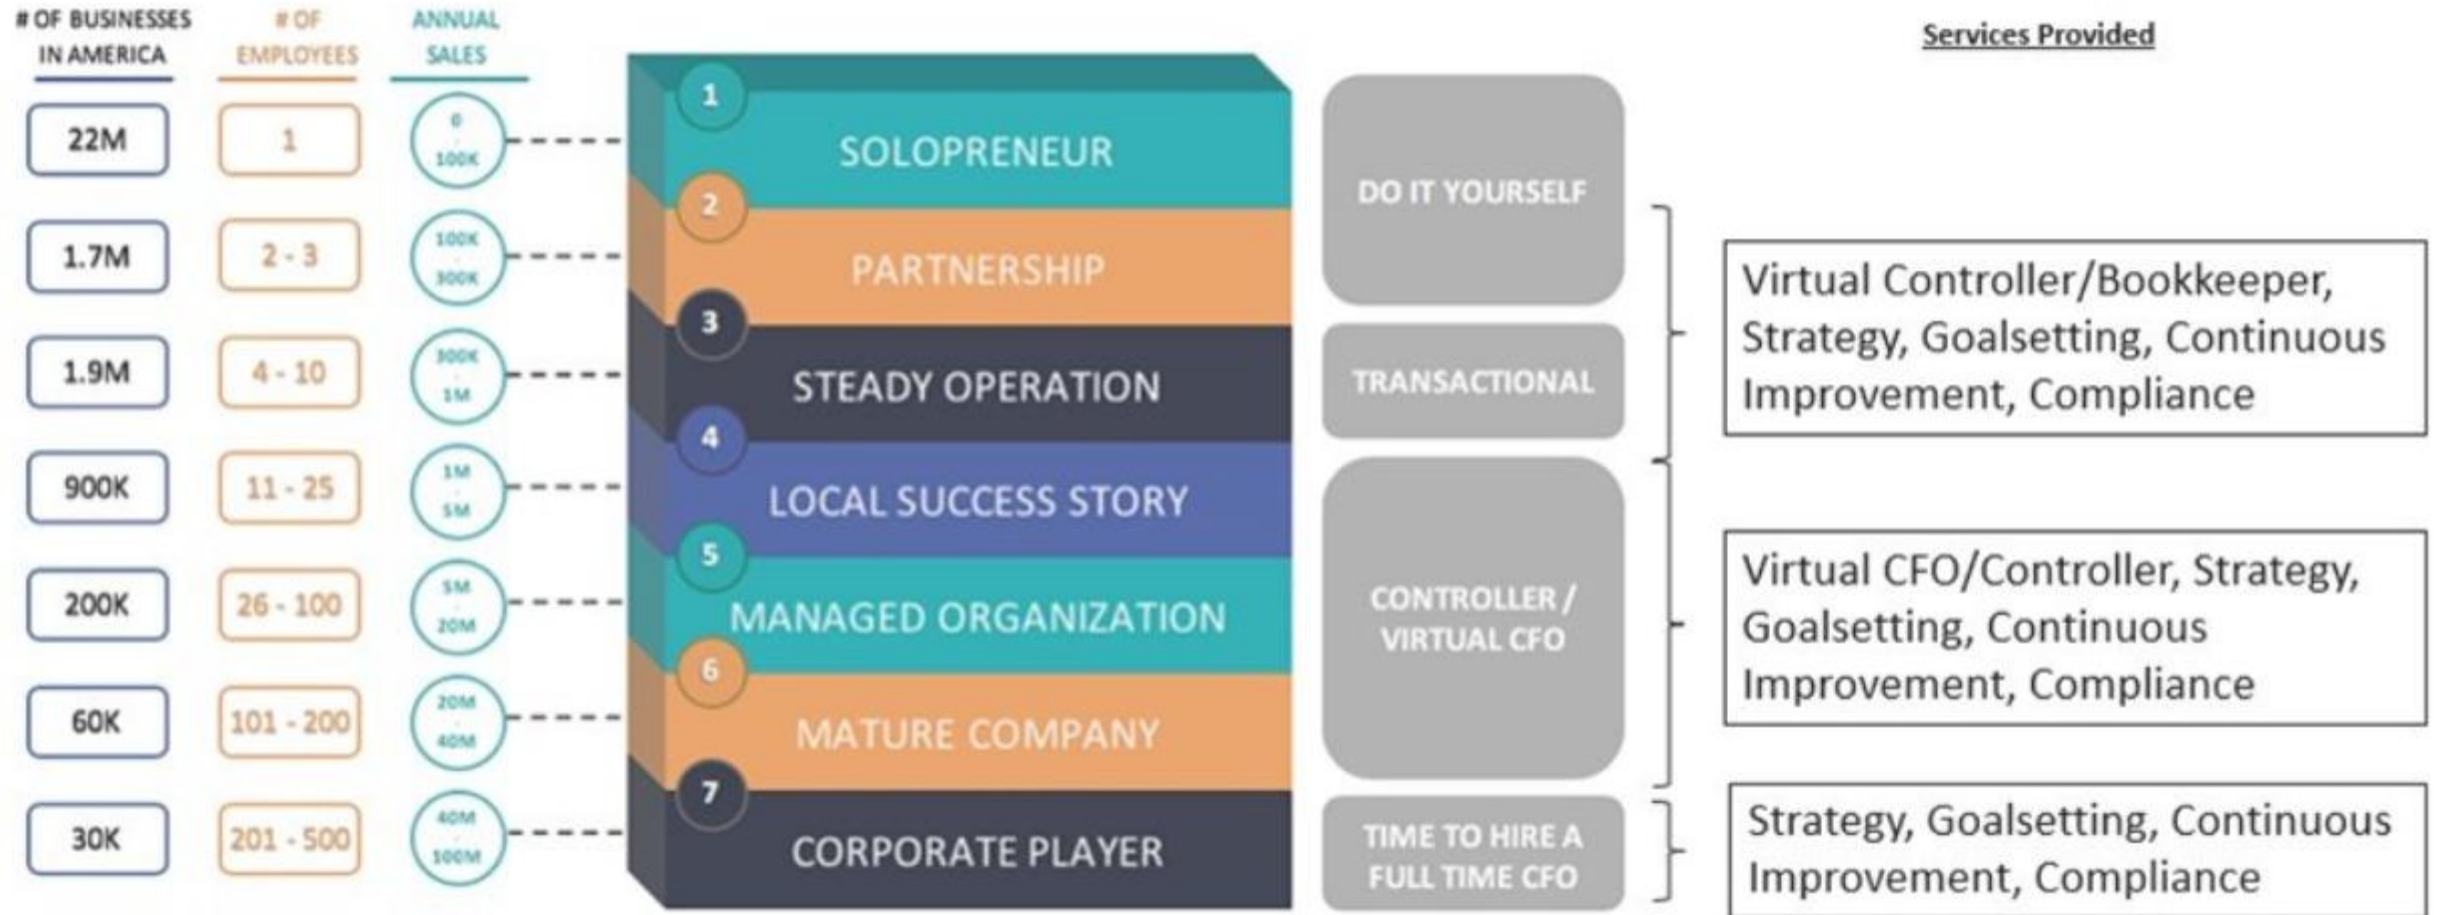 # OF BUSINESSES
IN AMERICA
# OF
EMPLOYEES
ANNUAL
SALES
Services Provided
22M
1
0
-
100K
1
SOLOPRENEUR
DO IT YOURSELF
1.7M
2 - 3
100K
-
300K
2
PARTNERSHIP
Virtual Controller/Bookkeeper,
Strategy, Goalsetting, Continuous
Improvement, Compliance
1.9M
4 - 10
300K
-
1M
3
STEADY OPERATION
TRANSACTIONAL
900K
11 - 25
1M
-
5M
4
LOCAL SUCCESS STORY
200K
26 - 100
5M
-
20M
5
MANAGED ORGANIZATION
CONTROLLER /
VIRTUAL CFO
Virtual CFO/Controller, Strategy,
Goalsetting, Continuous
Improvement, Compliance
60K
101 - 200
20M
-
40M
6
MATURE COMPANY
30K
201 - 500
40M
-
100M
7
CORPORATE PLAYER
TIME TO HIRE A
FULL TIME CFO
Strategy, Goalsetting, Continuous
Improvement, Compliance